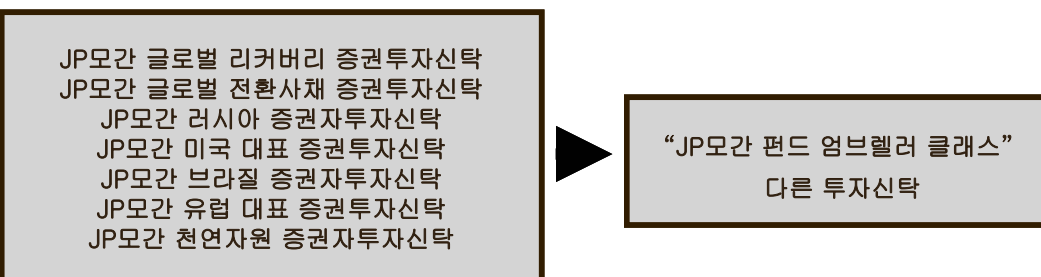 JP모간 글로벌 리커버리 증권투자신탁
JP모간 글로벌 전환사채 증권투자신탁
JP모간 러시아 증권자투자신탁
JP모간 미국 대표 증권자투자신탁
JP모간 브라질 증권자투자신탁
JP모간 유럽 대표 증권자투자신탁
JP모간 천연자원 증권자투자신탁
“JP모간 펀드 엄브렐러 클래스”
다른 투자신탁